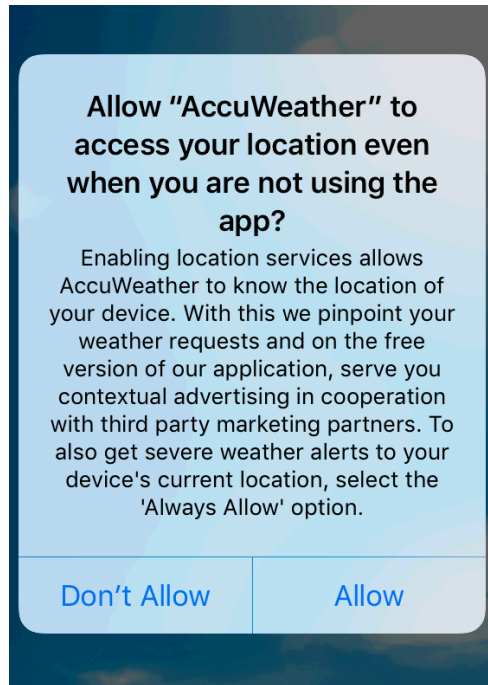 Allow “AccuWeather” to
access your location even
when you are not using the
app?
Enabling location services allows
AccuWeather to know the location of
your device. With this we pinpoint your
weather requests and on the free
version of our application, serve you
contextual advertising in cooperation
with third party marketing partners. To
also get severe weather alerts to your
device's current location, select the
'Always Allow' option.
Don’t Allow
Allow